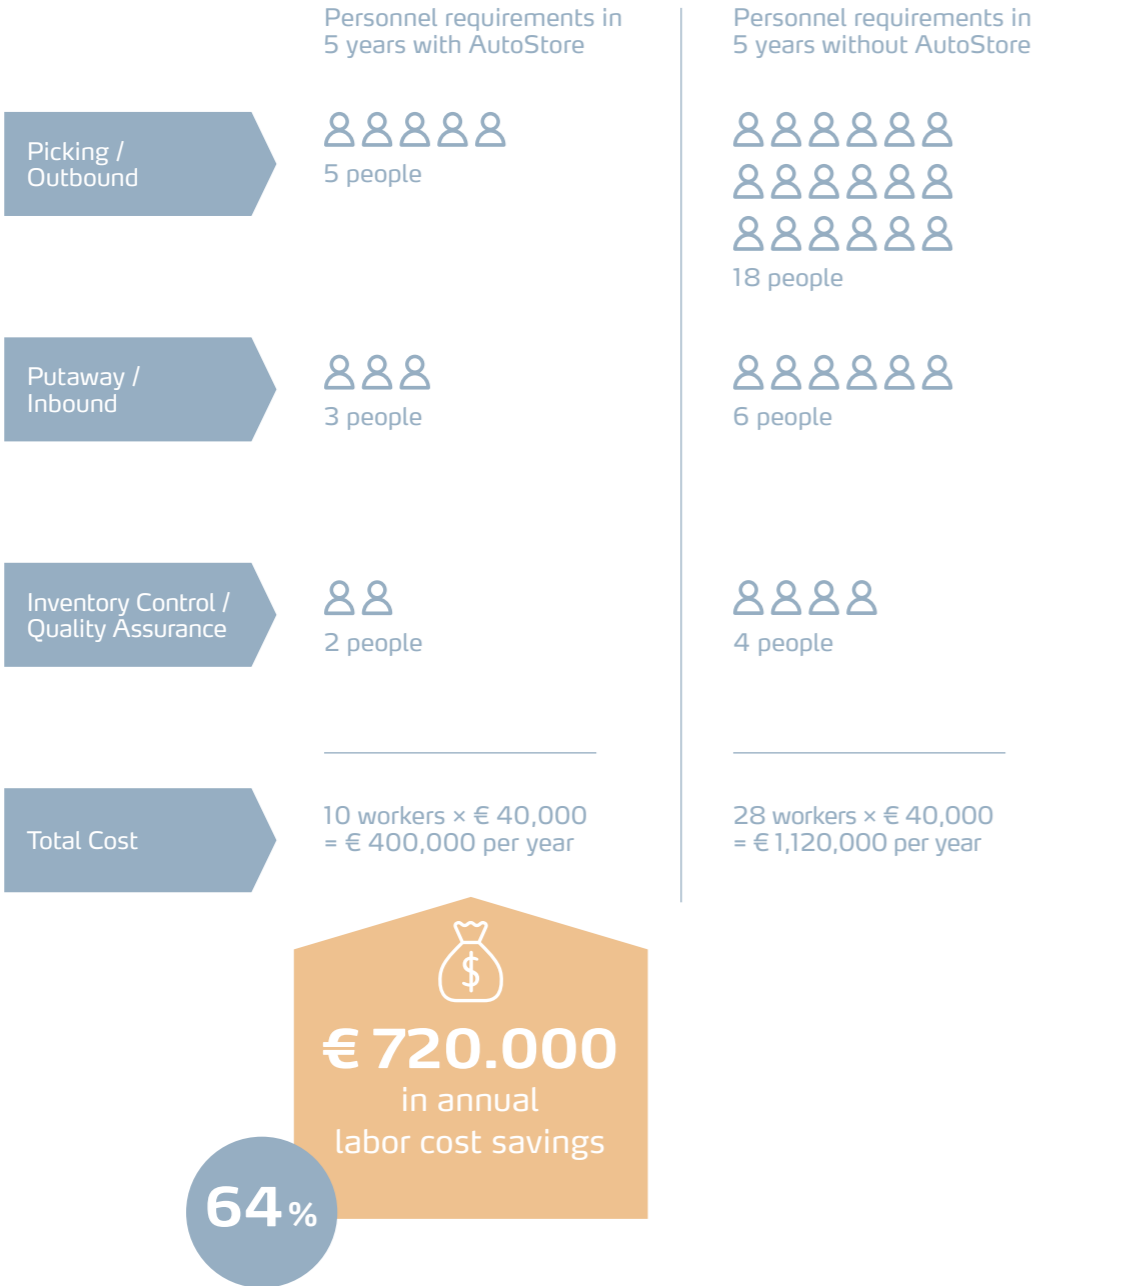 Personnel requirements in
5 years with AutoStore
Personnel requirements in
5 years without AutoStore
Picking /
Outbound
5 people
18 people
Putaway /
Inbound
3 people
6 people
Inventory Control /
Quality Assurance
2 people
4 people
Total Cost
10 workers × € 40,000
= € 400,000 per year
28 workers × € 40,000
= € 1,120,000 per year
$
€ 720.000
in annual
labor cost savings
64 %